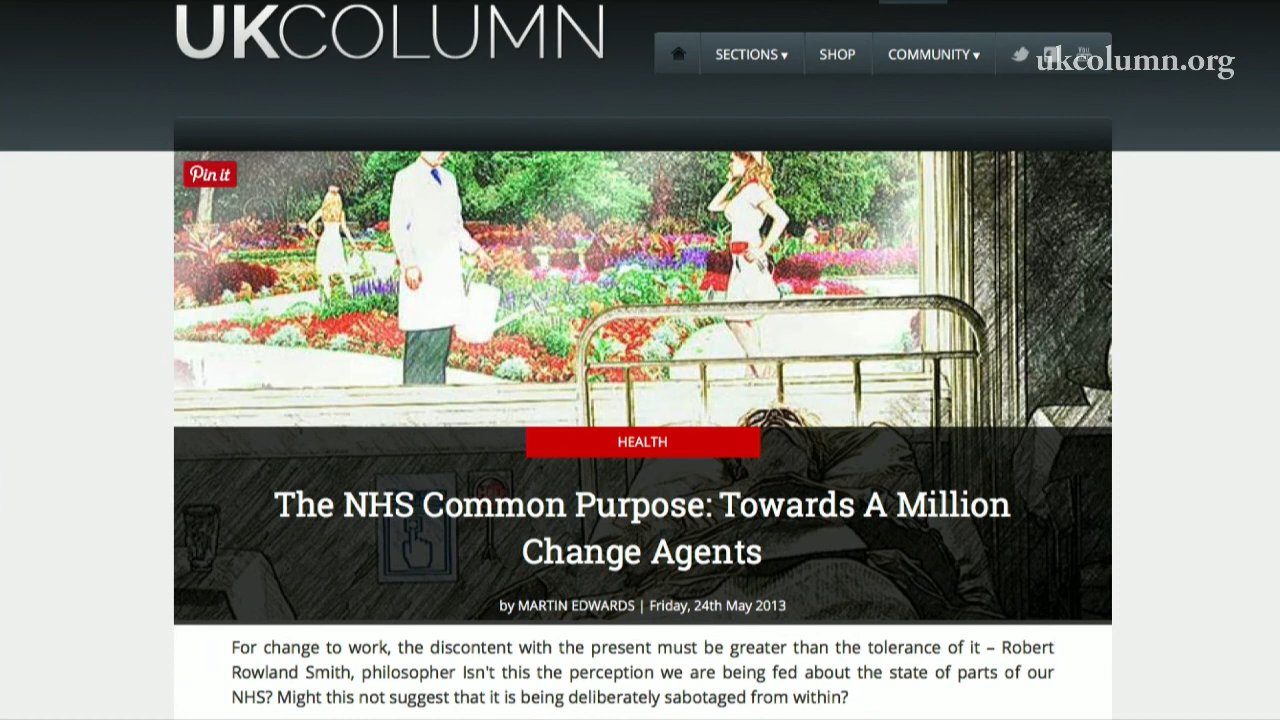 UKCOLUMN
SECTIONS ▾ SHOP COMMUNITY ▾ You
ukcolumn.org
Pin it
HEALTH
The NHS Common Purpose: Towards A Million
Change Agents
by MARTIN EDWARDS | Friday, 24th May 2013
For change to work, the discontent with the present must be greater than the tolerance of it – Robert
Rowland Smith, philosopher Isn't this the perception we are being fed about the state of parts of our
NHS? Might this not suggest that it is being deliberately sabotaged from within?